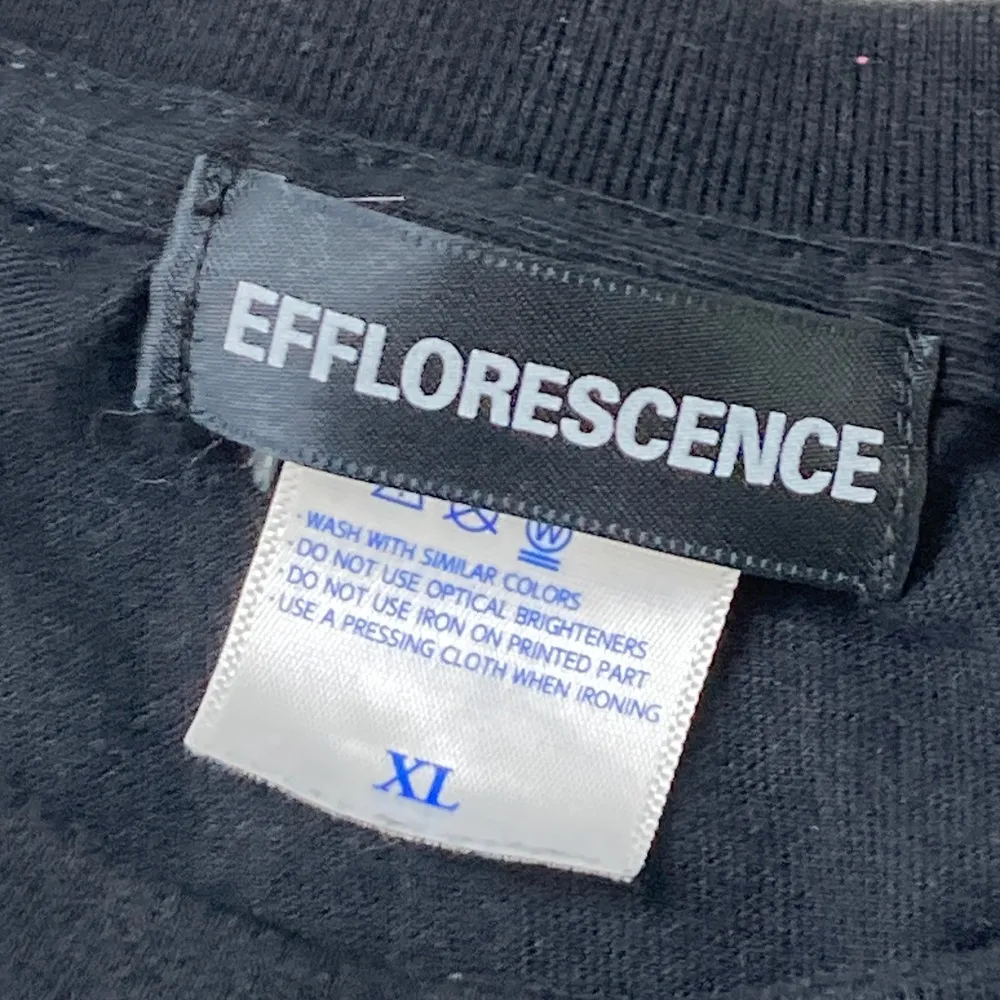 EFFLORESCENCE
W
· WASH WITH SIMILAR COLORS
· DO NOT USE OPTICAL BRIGHTENERS
· DO NOT USE IRON ON PRINTED PART
· USE A PRESSING CLOTH WHEN IRONING
XL